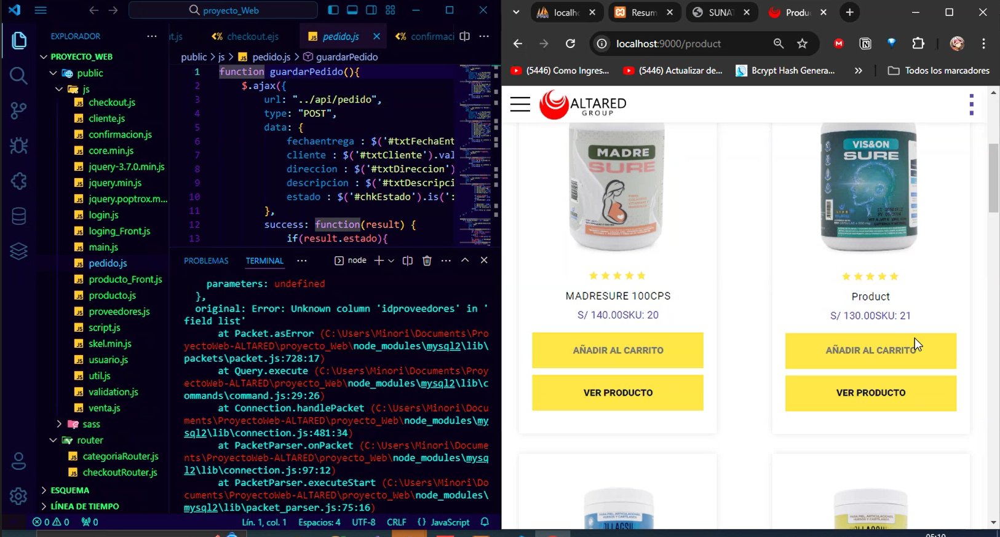 proyecto_Web
EXPLORADOR
PROYECTO_WEB
public
js
checkout.js
cliente.js
confirmacion.js
core.min.js
jquery-3.7.0.min.js
jquery.min.js
jquery.poptrox.m...
login.js
loging_Front.js
main.js
pedido.js
producto_Front.js
producto.js
proveedores.js
script.js
skel.min.js
usuario.js
util.js
validation.js
venta.js
sass
router
categoriaRouter.js
checkoutRouter.js
ESQUEMA
LÍNEA DE TIEMPO
ut.js checkout.ejs pedido.js confirmaci
public > js > pedido.js > guardarPedido
1 function guardarPedido(){
2 $.ajax({
3 url: "../api/pedido",
4 type: "POST",
5 data: {
6 fechaentrega : $('#txtFechaEnt
7 cliente : $('#txtCliente').val
8 direccion : $('#txtDireccion')
9 descripcion : $('#txtDescripci
10 estado : $('#chkEstado').is(':
11 },
12 success: function(result) {
13 if(result.estado){
PROBLEMAS TERMINAL ··· node
parameters: undefined
},
original: Error: Unknown column 'idproveedores' in '
field list'
at Packet.asError (C:\Users\Minori\Documents\Pro
yectoWeb-ALTARED\proyecto_Web\node_modules\mysql2\lib\
packets\packet.js:728:17)
at Query.execute (C:\Users\Minori\Documents\Proy
ectoWeb-ALTARED\proyecto_Web\node_modules\mysql2\lib\c
ommands\command.js:29:26)
at Connection.handlePacket (C:\Users\Minori\Docu
ments\ProyectoWeb-ALTARED\proyecto_Web\node_modules\my
sql2\lib\connection.js:481:34)
at PacketParser.onPacket (C:\Users\Minori\Docume
nts\ProyectoWeb-ALTARED\proyecto_Web\node_modules\mysq
l2\lib\connection.js:97:12)
at PacketParser.executeStart (C:\Users\Minori\Do
cuments\ProyectoWeb-ALTARED\proyecto_Web\node_modules\
mysql2\lib\packet_parser.js:75:16)
0 0 0 Lín. 1, col. 1 Espacios: 4 UTF-8 CRLF {} JavaScript
localh Resum SUNA Produ
localhost:9000/product
(5446) Como Ingres... (5446) Actualizar de... Bcrypt Hash Genera... » Todos los marcadores
ALTARED
GROUP
MADRE
SURE
MADRESURE 100CPS
S/ 140.00SKU: 20
AÑADIR AL CARRITO
VER PRODUCTO
VIS&ON
SURE
Product
S/ 130.00SKU: 21
AÑADIR AL CARRITO
VER PRODUCTO
PARA PIEL, ARTICULACIONES,
HUESOS Y CARTILAGOS
PARA PIEL, ARTICULACIONES,
HUESOS Y CARTILAGOS